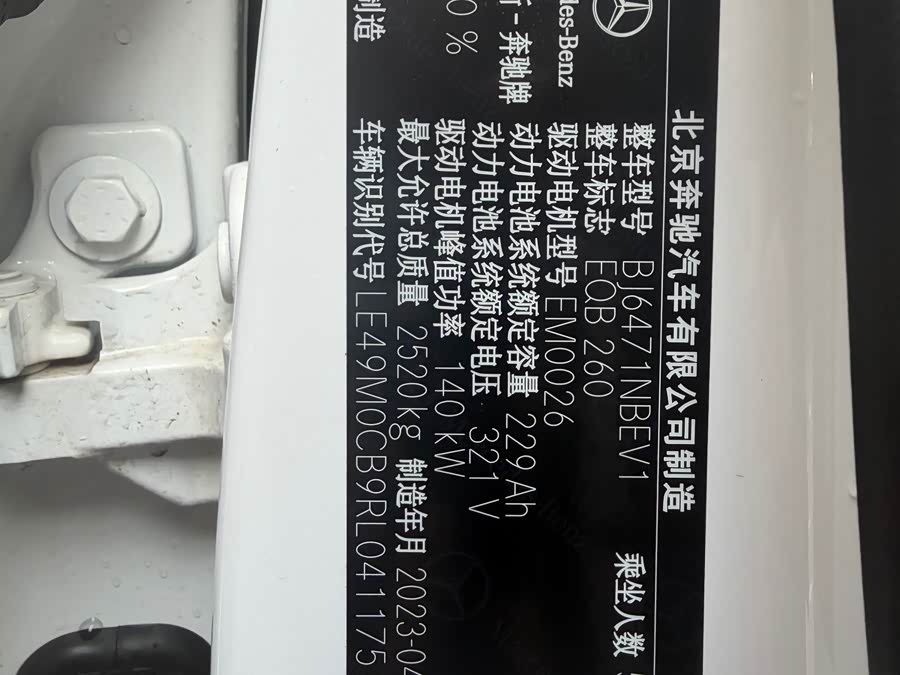 北京奔驰汽车有限公司制造
整车型号 BJ6471NBEV1 乘坐人数
整车标志 EQB 260
驱动电机型号 EM0026
动力电池系统额定容量 229 Ah
动力电池系统额定电压 321 V
驱动电机峰值功率 140 kW
最大允许总质量 2520kg 制造年月 2023-04
车辆识别代号 LE49M0CB9RL041175
des-Benz
- 奔驰牌
0 %
制造